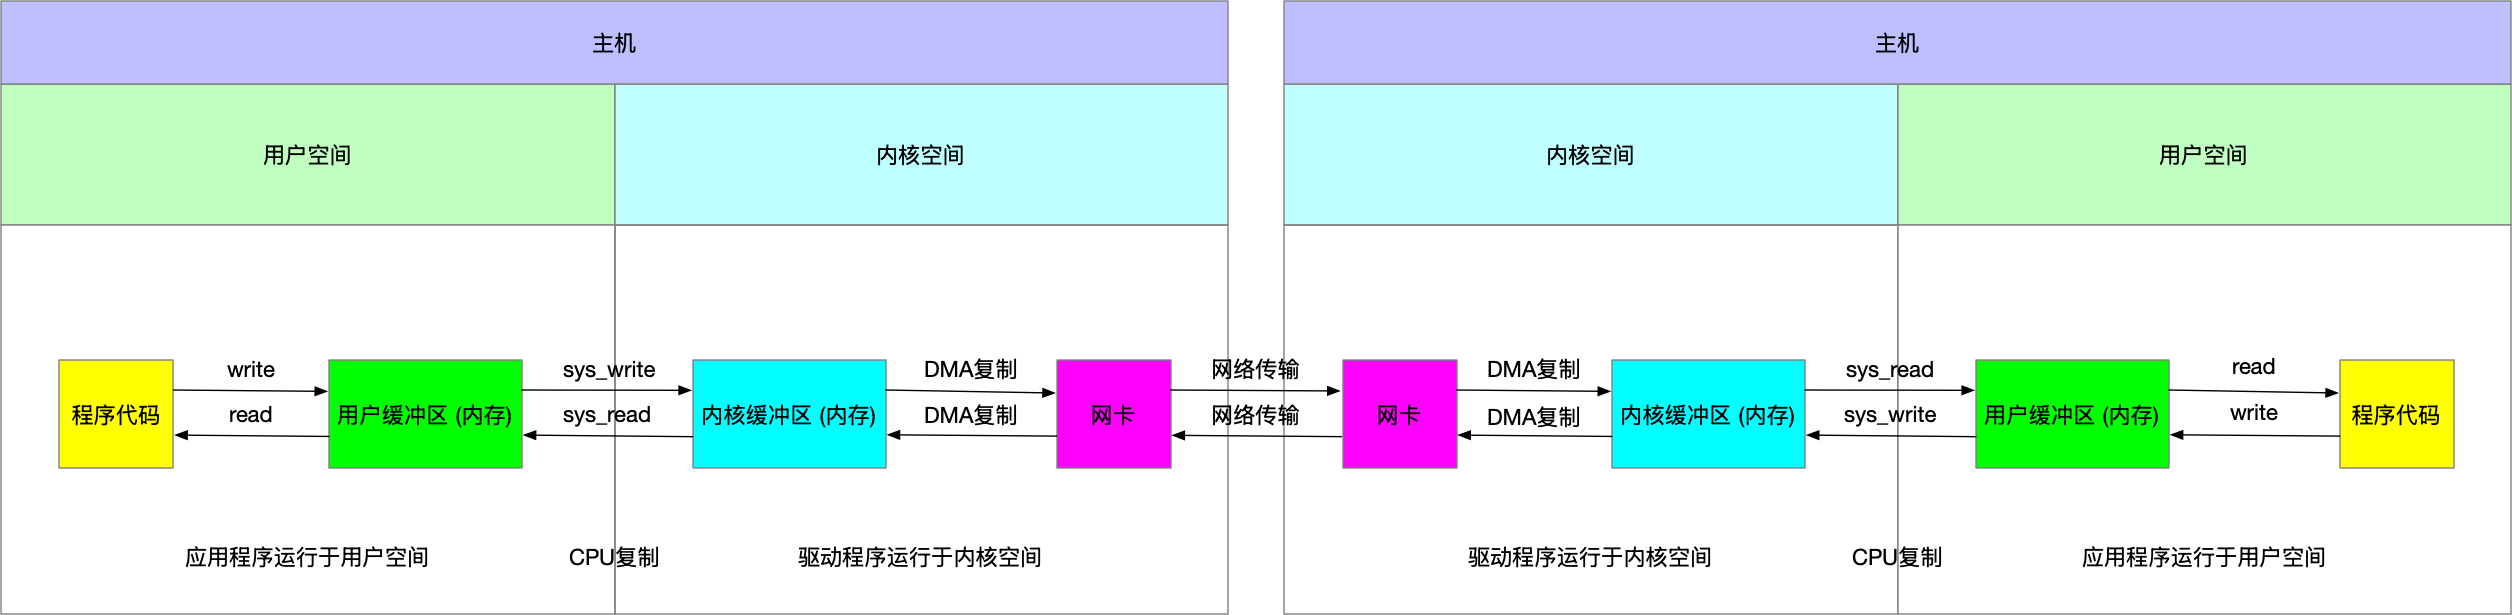 主机
主机
用户空间
内核空间
内核空间
用户空间
write
sys_write
DMA复制
网络传输
DMA复制
sys_read
read
程序代码
read
用户缓冲区 (内存)
sys_read
内核缓冲区 (内存)
DMA复制
网卡
网络传输
网卡
DMA复制
内核缓冲区 (内存)
sys_write
用户缓冲区 (内存)
write
程序代码
应用程序运行于用户空间
CPU复制
驱动程序运行于内核空间
驱动程序运行于内核空间
CPU复制
应用程序运行于用户空间